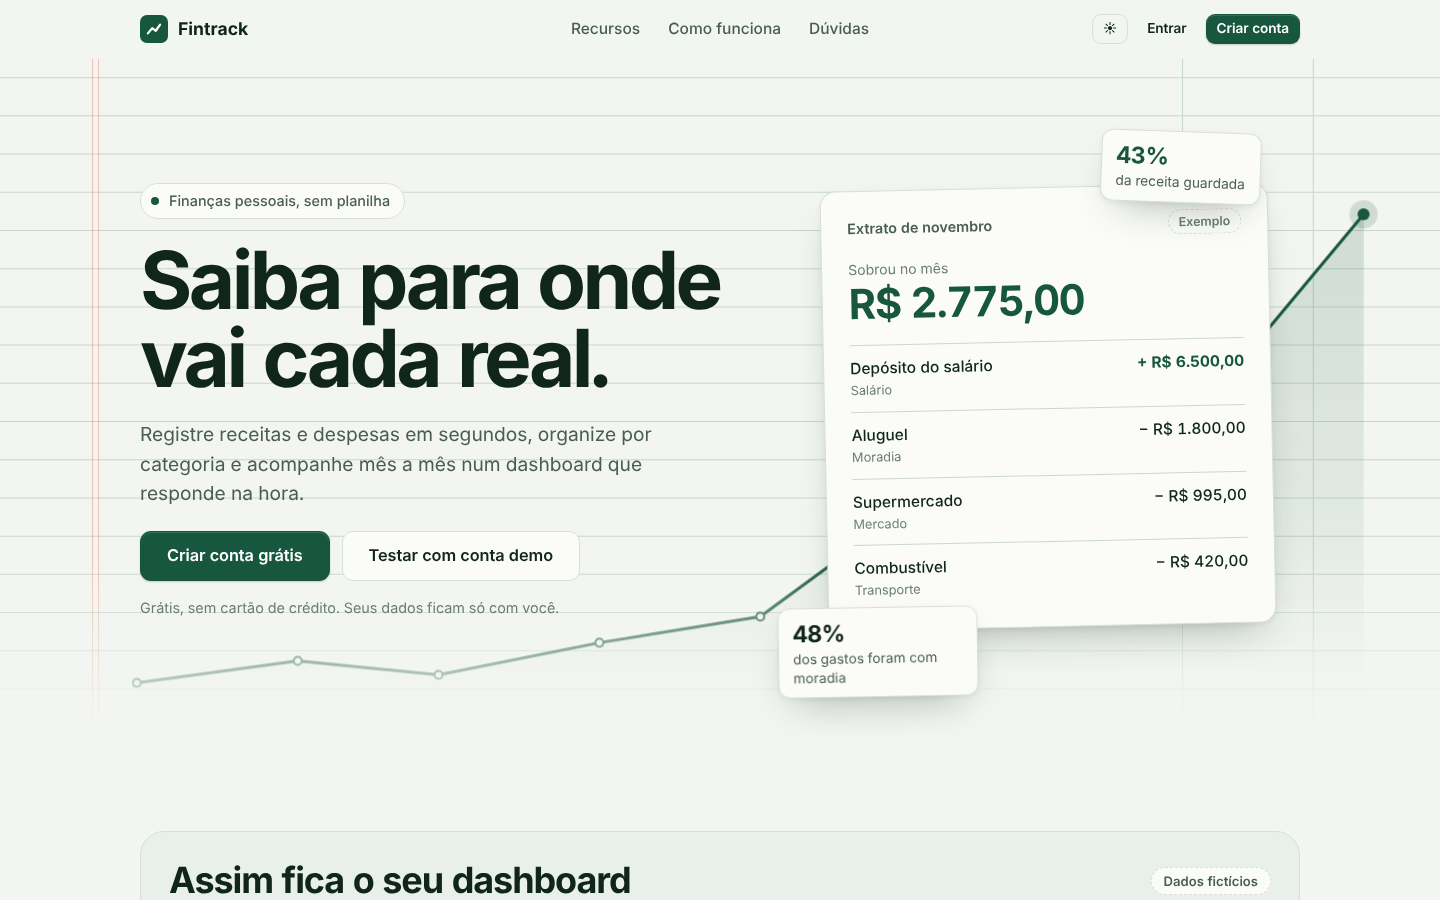 Fintrack
Recursos
Como funciona
Dúvidas
Entrar
Criar conta
Finanças pessoais, sem planilha
Saiba para onde
vai cada real.
Registre receitas e despesas em segundos, organize por
categoria e acompanhe mês a mês num dashboard que
responde na hora.
Criar conta grátis
Testar com conta demo
Grátis, sem cartão de crédito. Seus dados ficam só com você.
43%
da receita guardada
Extrato de novembro
Exemplo
Sobrou no mês
R$ 2.775,00
Depósito do salário
+ R$ 6.500,00
Salário
Aluguel
− R$ 1.800,00
Moradia
Supermercado
− R$ 995,00
Mercado
Combustível
− R$ 420,00
Transporte
48%
dos gastos foram com
moradia
Assim fica o seu dashboard
Dados fictícios